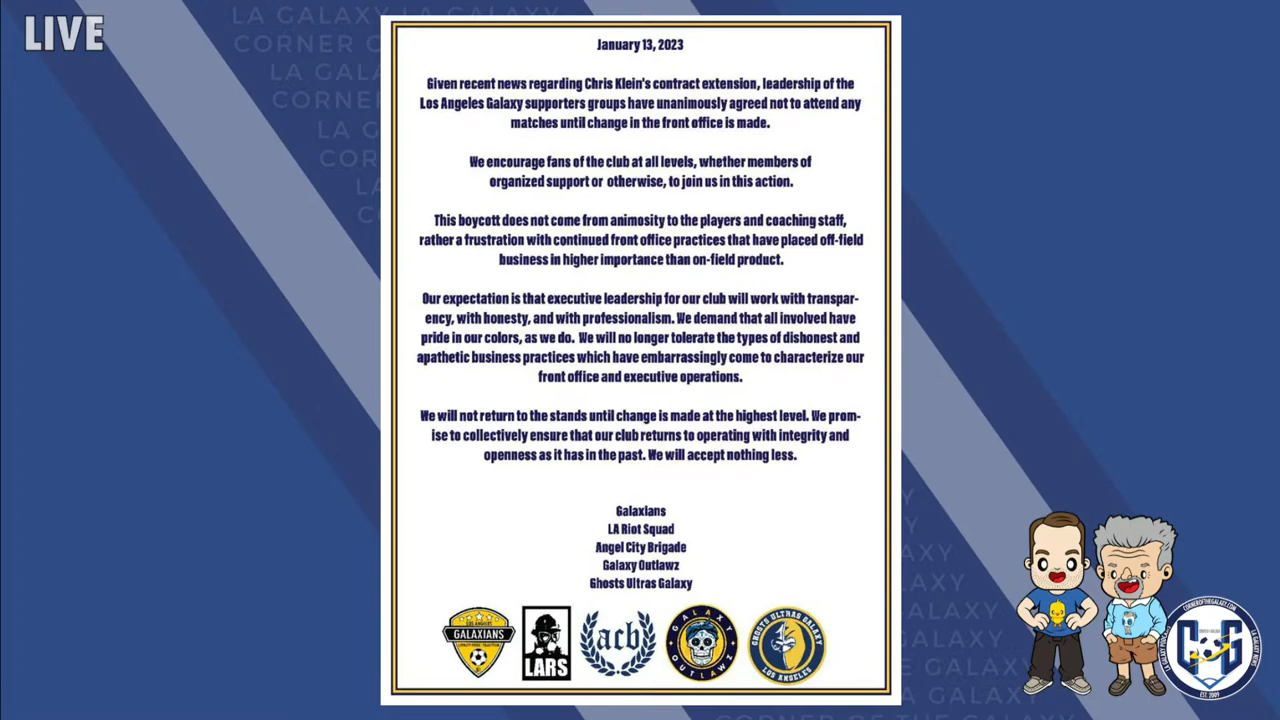 LIVE
January 13, 2023
Given recent news regarding Chris Klein's contract extension, leadership of the
Los Angeles Galaxy supporters groups have unanimously agreed not to attend any
matches until change in the front office is made.
We encourage fans of the club at all levels, whether members of
organized support or otherwise, to join us in this action.
This boycott does not come from animosity to the players and coaching staff,
rather a frustration with continued front office practices that have placed off-field
business in higher importance than on-field product.
Our expectation is that executive leadership for our club will work with transpar-
ency, with honesty, and with professionalism. We demand that all involved have
pride in our colors, as we do. We will no longer tolerate the types of dishonest and
apathetic business practices which have embarrassingly come to characterize our
front office and executive operations.
We will not return to the stands until change is made at the highest level. We prom-
ise to collectively ensure that our club returns to operating with integrity and
openness as it has in the past. We will accept nothing less.
Galaxians
LA Riot Squad
Angel City Brigade
Galaxy Outlawz
Ghosts Ultras Galaxy
LOS ANGELES
GALAXIANS
LARS
acb
GALAXY
OUTLAWZ
GHOSTS ULTRAS GALAXY
LOS ANGELES
CORNEROFTHEGALAXY.COM
CG
EST. 2009